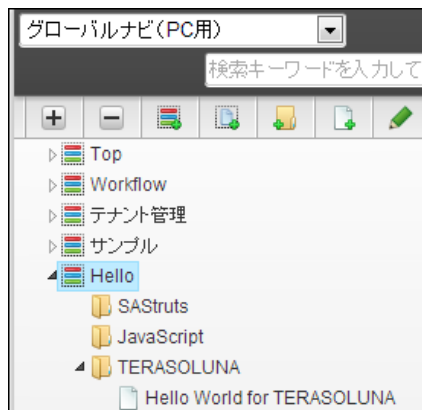 グローバルナビ(PC用)
検索キーワードを入力して
Top
Workflow
テナント管理
サンプル
Hello
SAStruts
JavaScript
TERASOLUNA
Hello World for TERASOLUNA